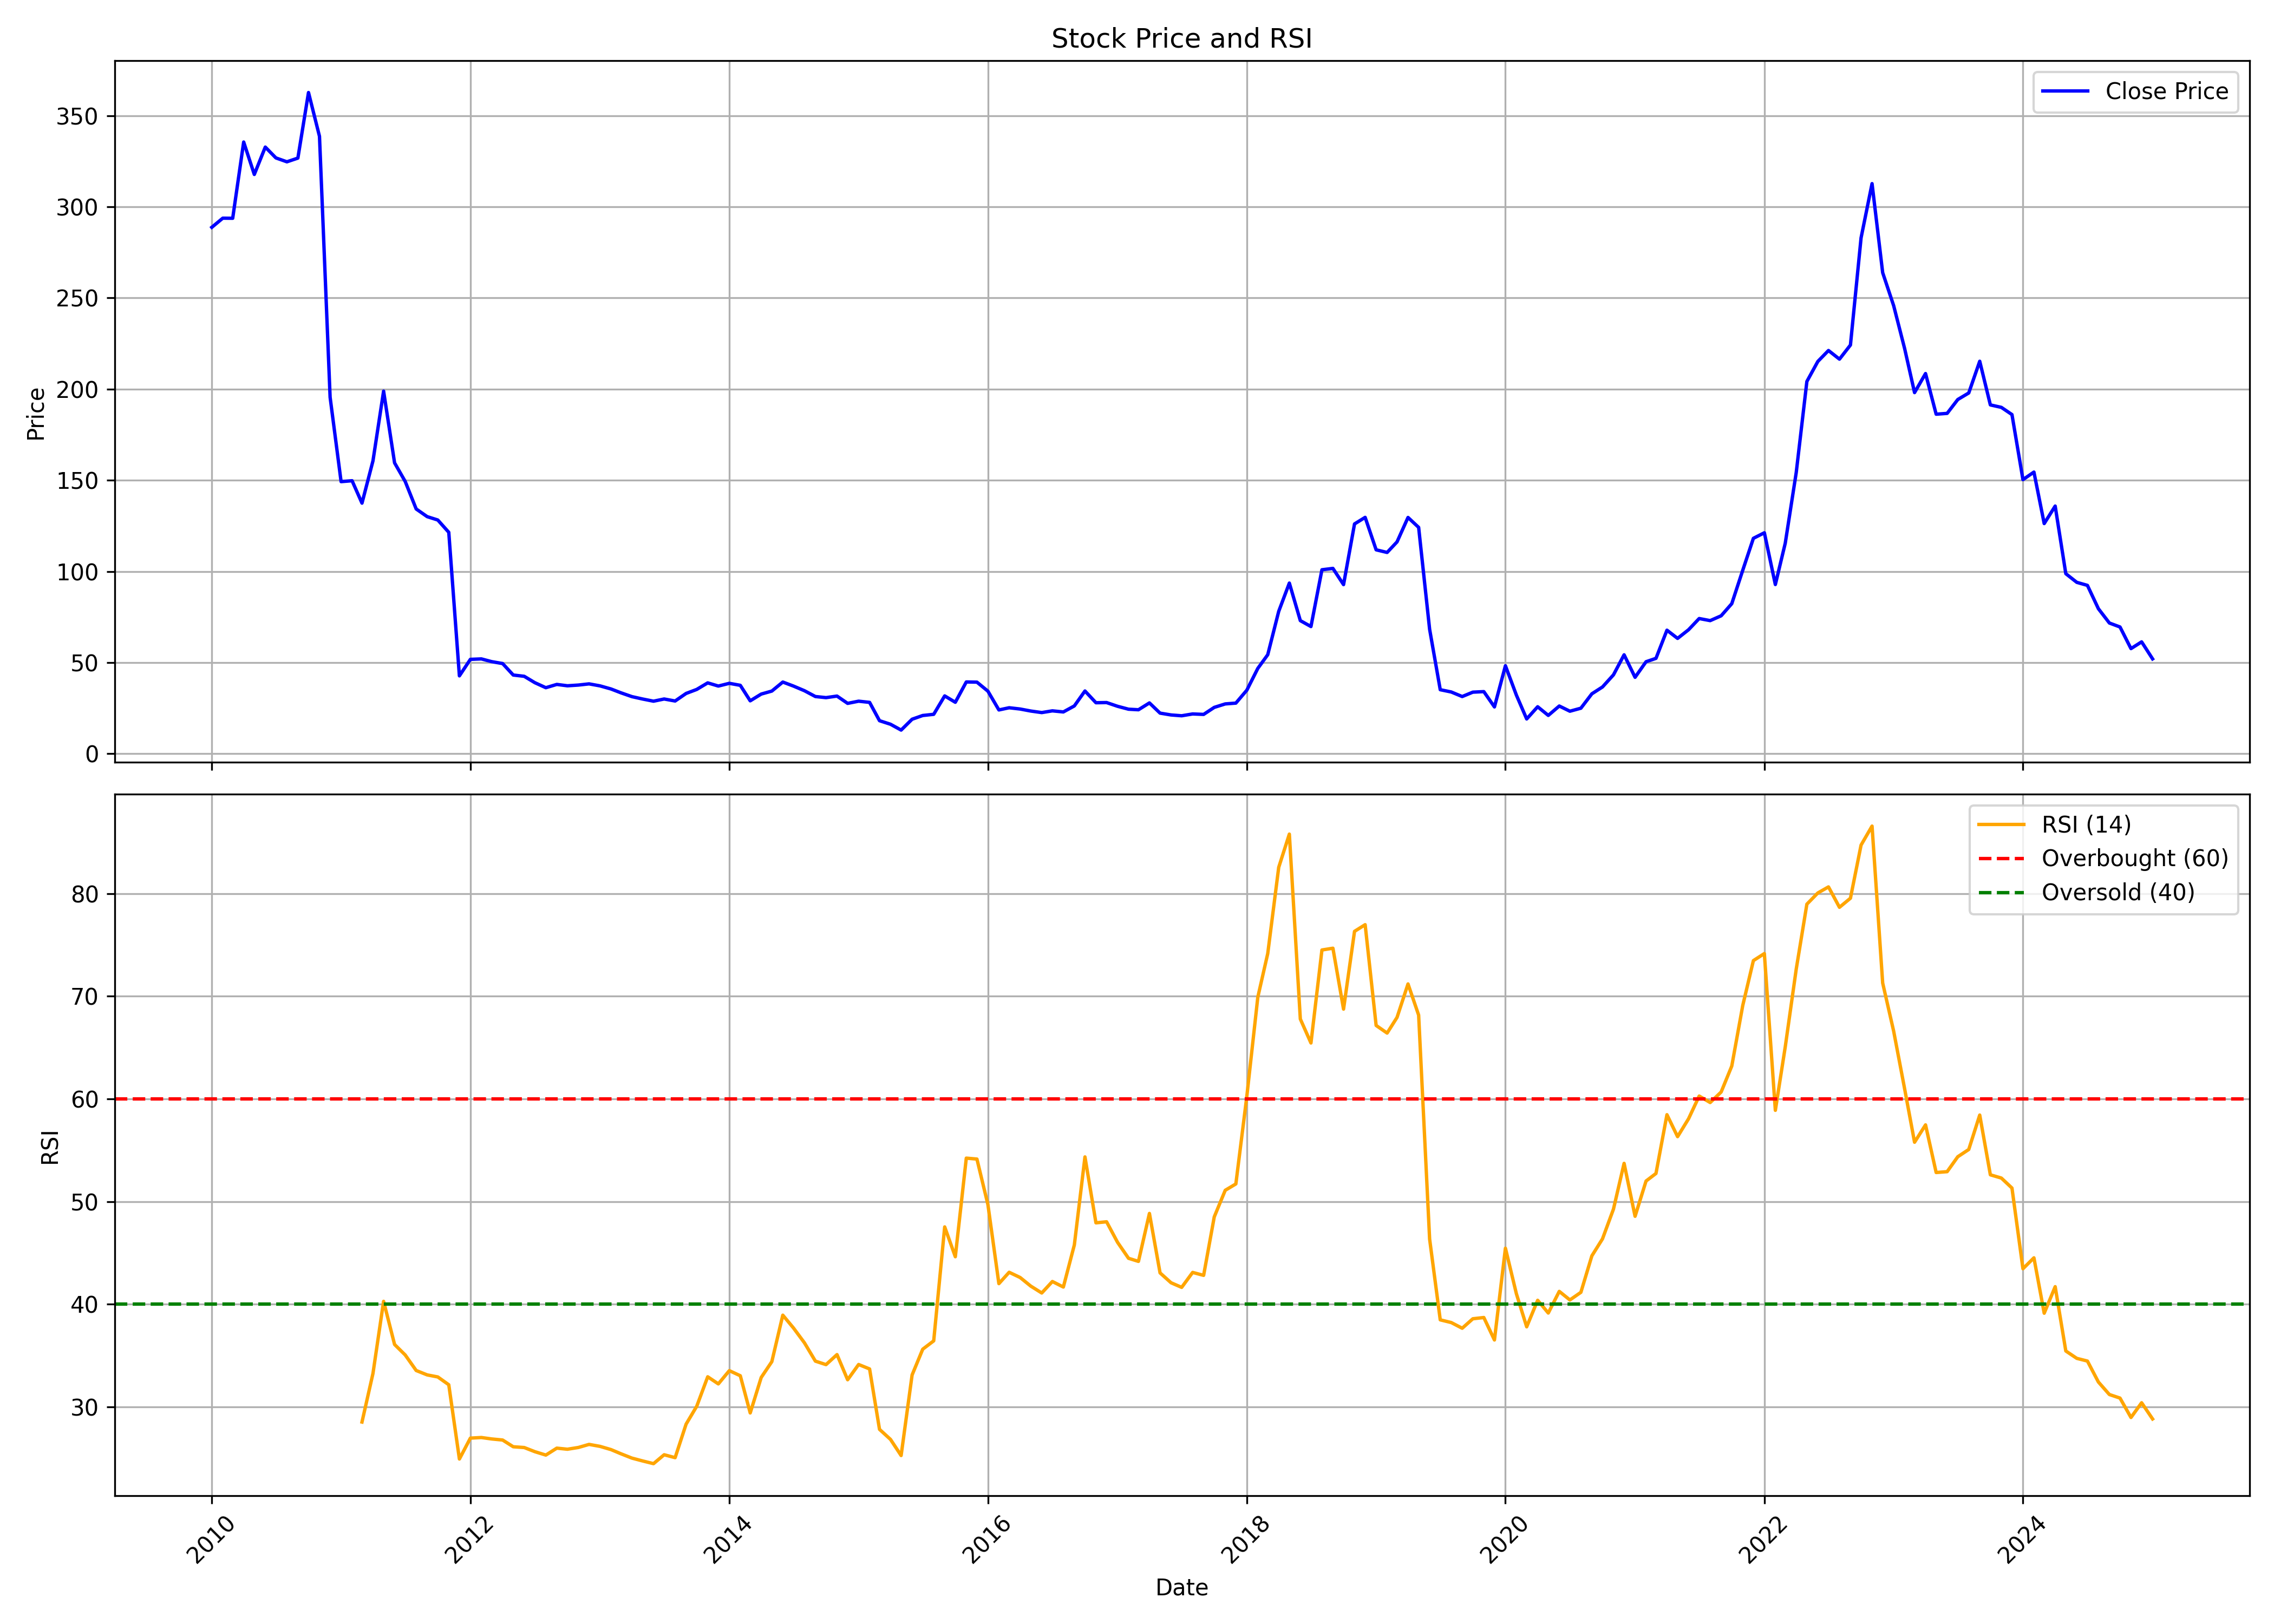 Stock Price and RSI
Close Price
350
300
250
200
150
100
50
0
Price
RSI (14)
Overbought (60)
Oversold (40)
80
70
60
50
40
30
RSI
2010
2012
2014
2016
2018
2020
2022
2024
Date